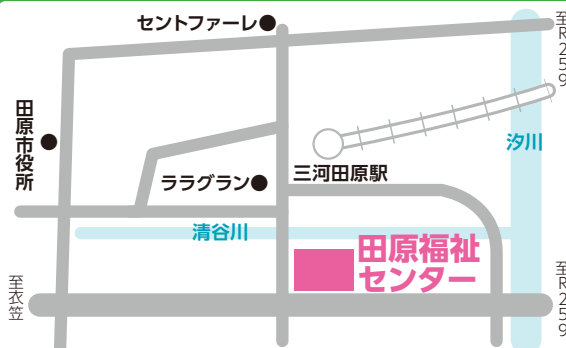 セントファーレ
至R259
田原市役所
汐川
三河田原駅
ララグラン
清谷川
田原福祉
センター
至衣笠
至R259